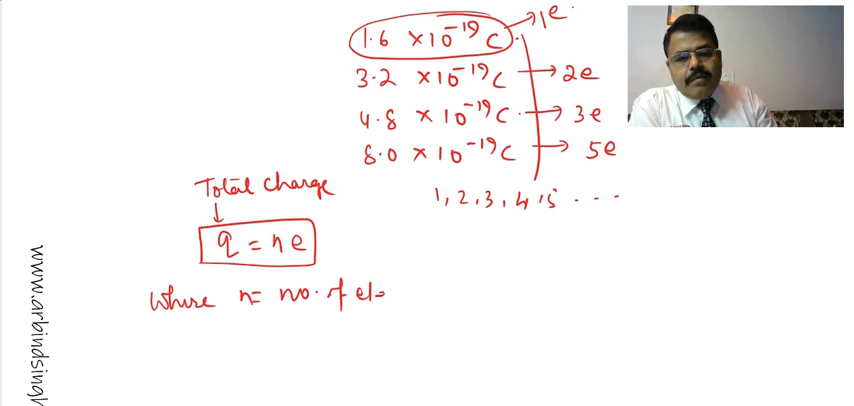 1.6 × 10⁻¹⁹ C → 1e
3.2 × 10⁻¹⁹ C → 2e
4.8 × 10⁻¹⁹ C → 3e
8.0 × 10⁻¹⁹ C → 5e
1, 2, 3, 4, 5 . . . .
Total Charge
↓
q = ne
Where n = no. of ele
www.arbindsingh